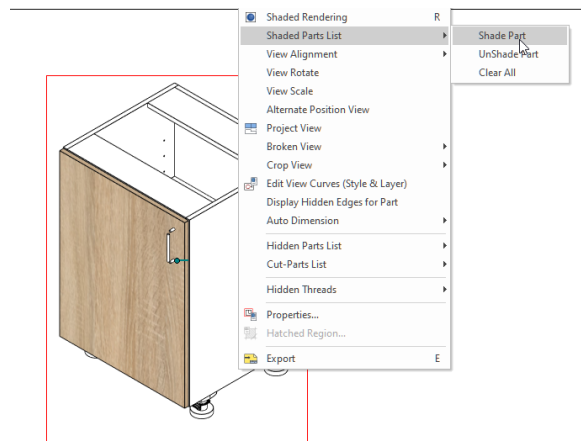 Shaded Rendering R
Shaded Parts List
Shade Part
View Alignment
UnShade Part
View Rotate
Clear All
View Scale
Alternate Position View
Project View
Broken View
Crop View
Edit View Curves (Style & Layer)
Display Hidden Edges for Part
Auto Dimension
Hidden Parts List
Cut-Parts List
Hidden Threads
Properties...
Hatched Region...
Export E